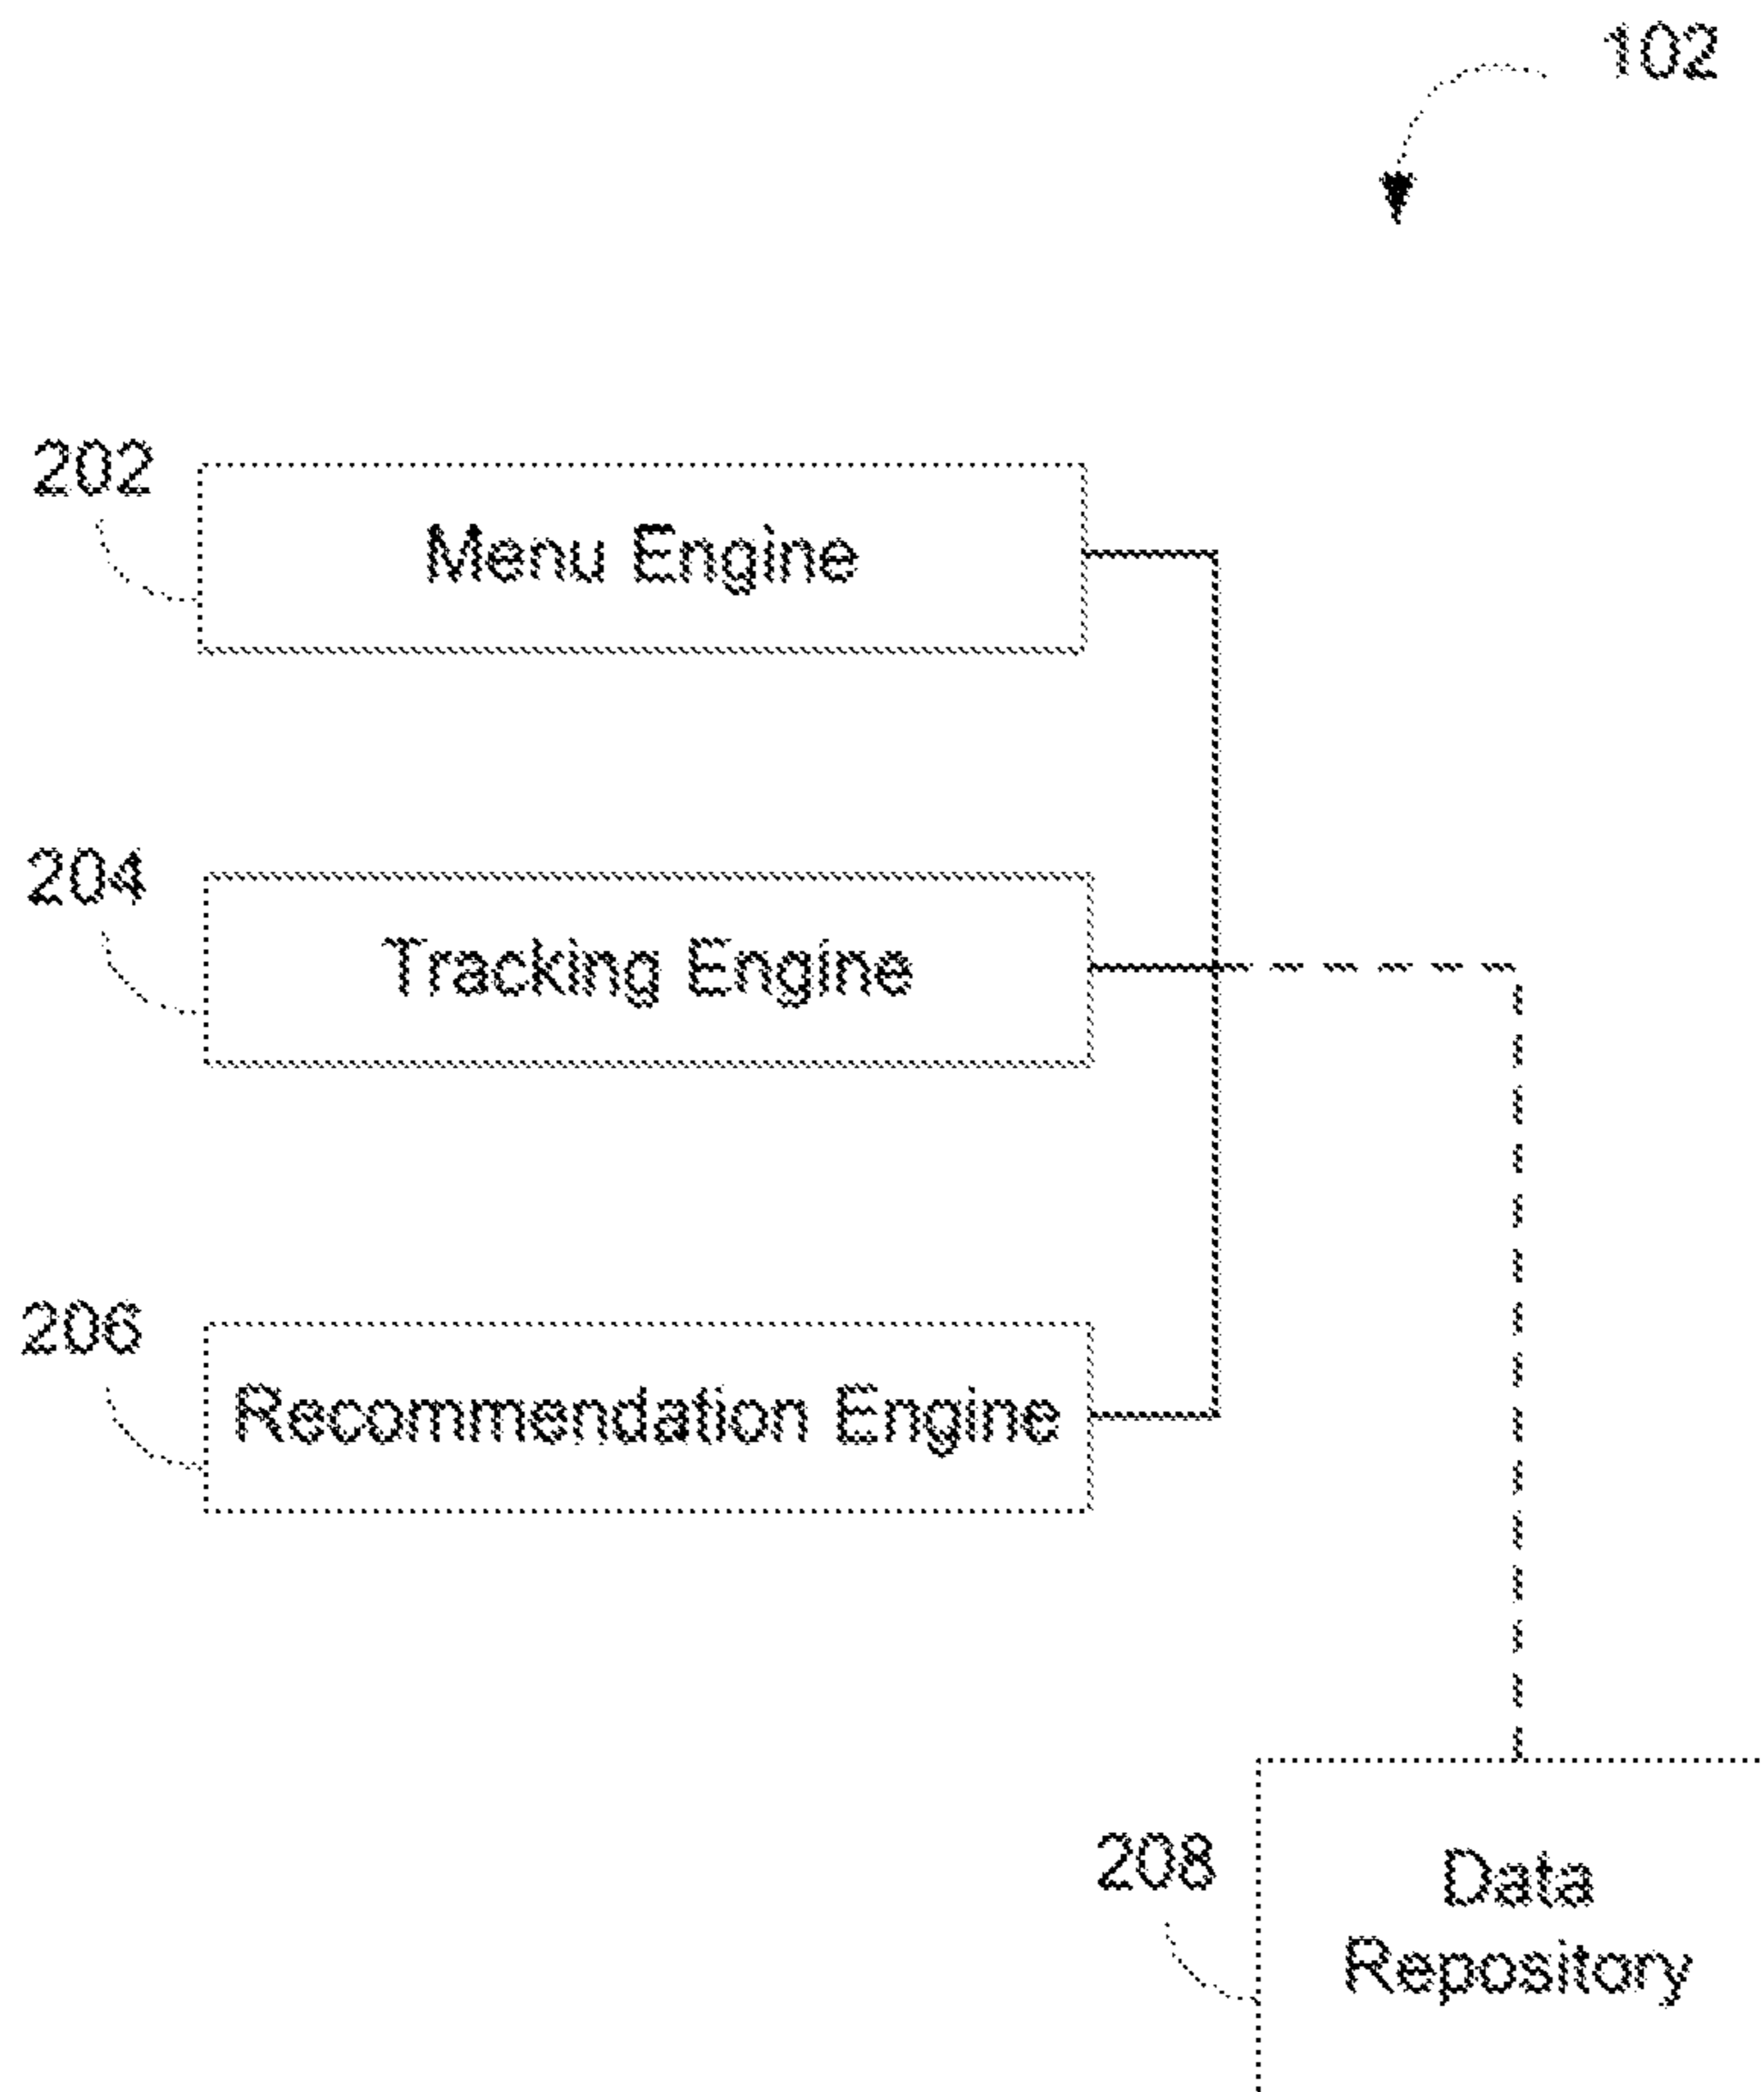 102
202
Menu Engine
204
Tracking Engine
206
Recommendation Engine
208
Data
Repository